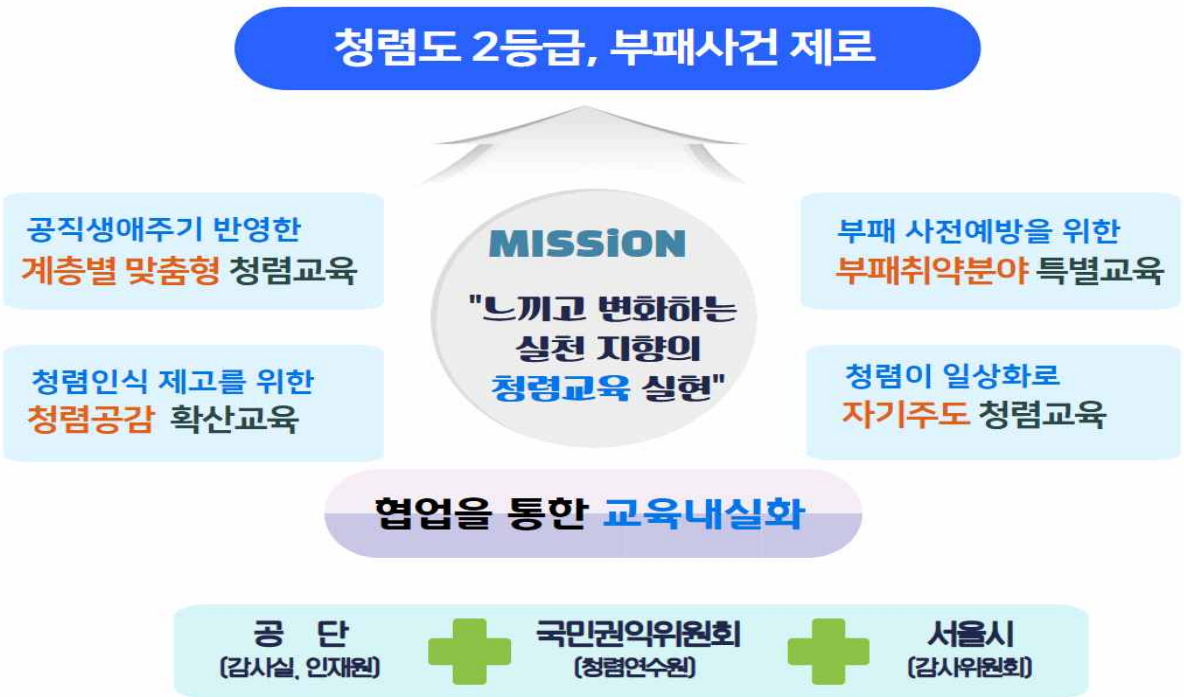 청렴도 2등급, 부패사건 제로
공직생애주기 반영한
계층별 맞춤형 청렴교육
청렴인식 제고를 위한
청렴공감 확산교육
MISSiON
"느끼고 변화하는
실천 지향의
청렴교육 실현"
부패 사전예방을 위한
부패취약분야 특별교육
청렴이 일상화로
자기주도 청렴교육
협업을 통한 교육내실화
공 단
(감사실, 인재원)
국민권익위원회
(청렴연수원)
서울시
(감사위원회)